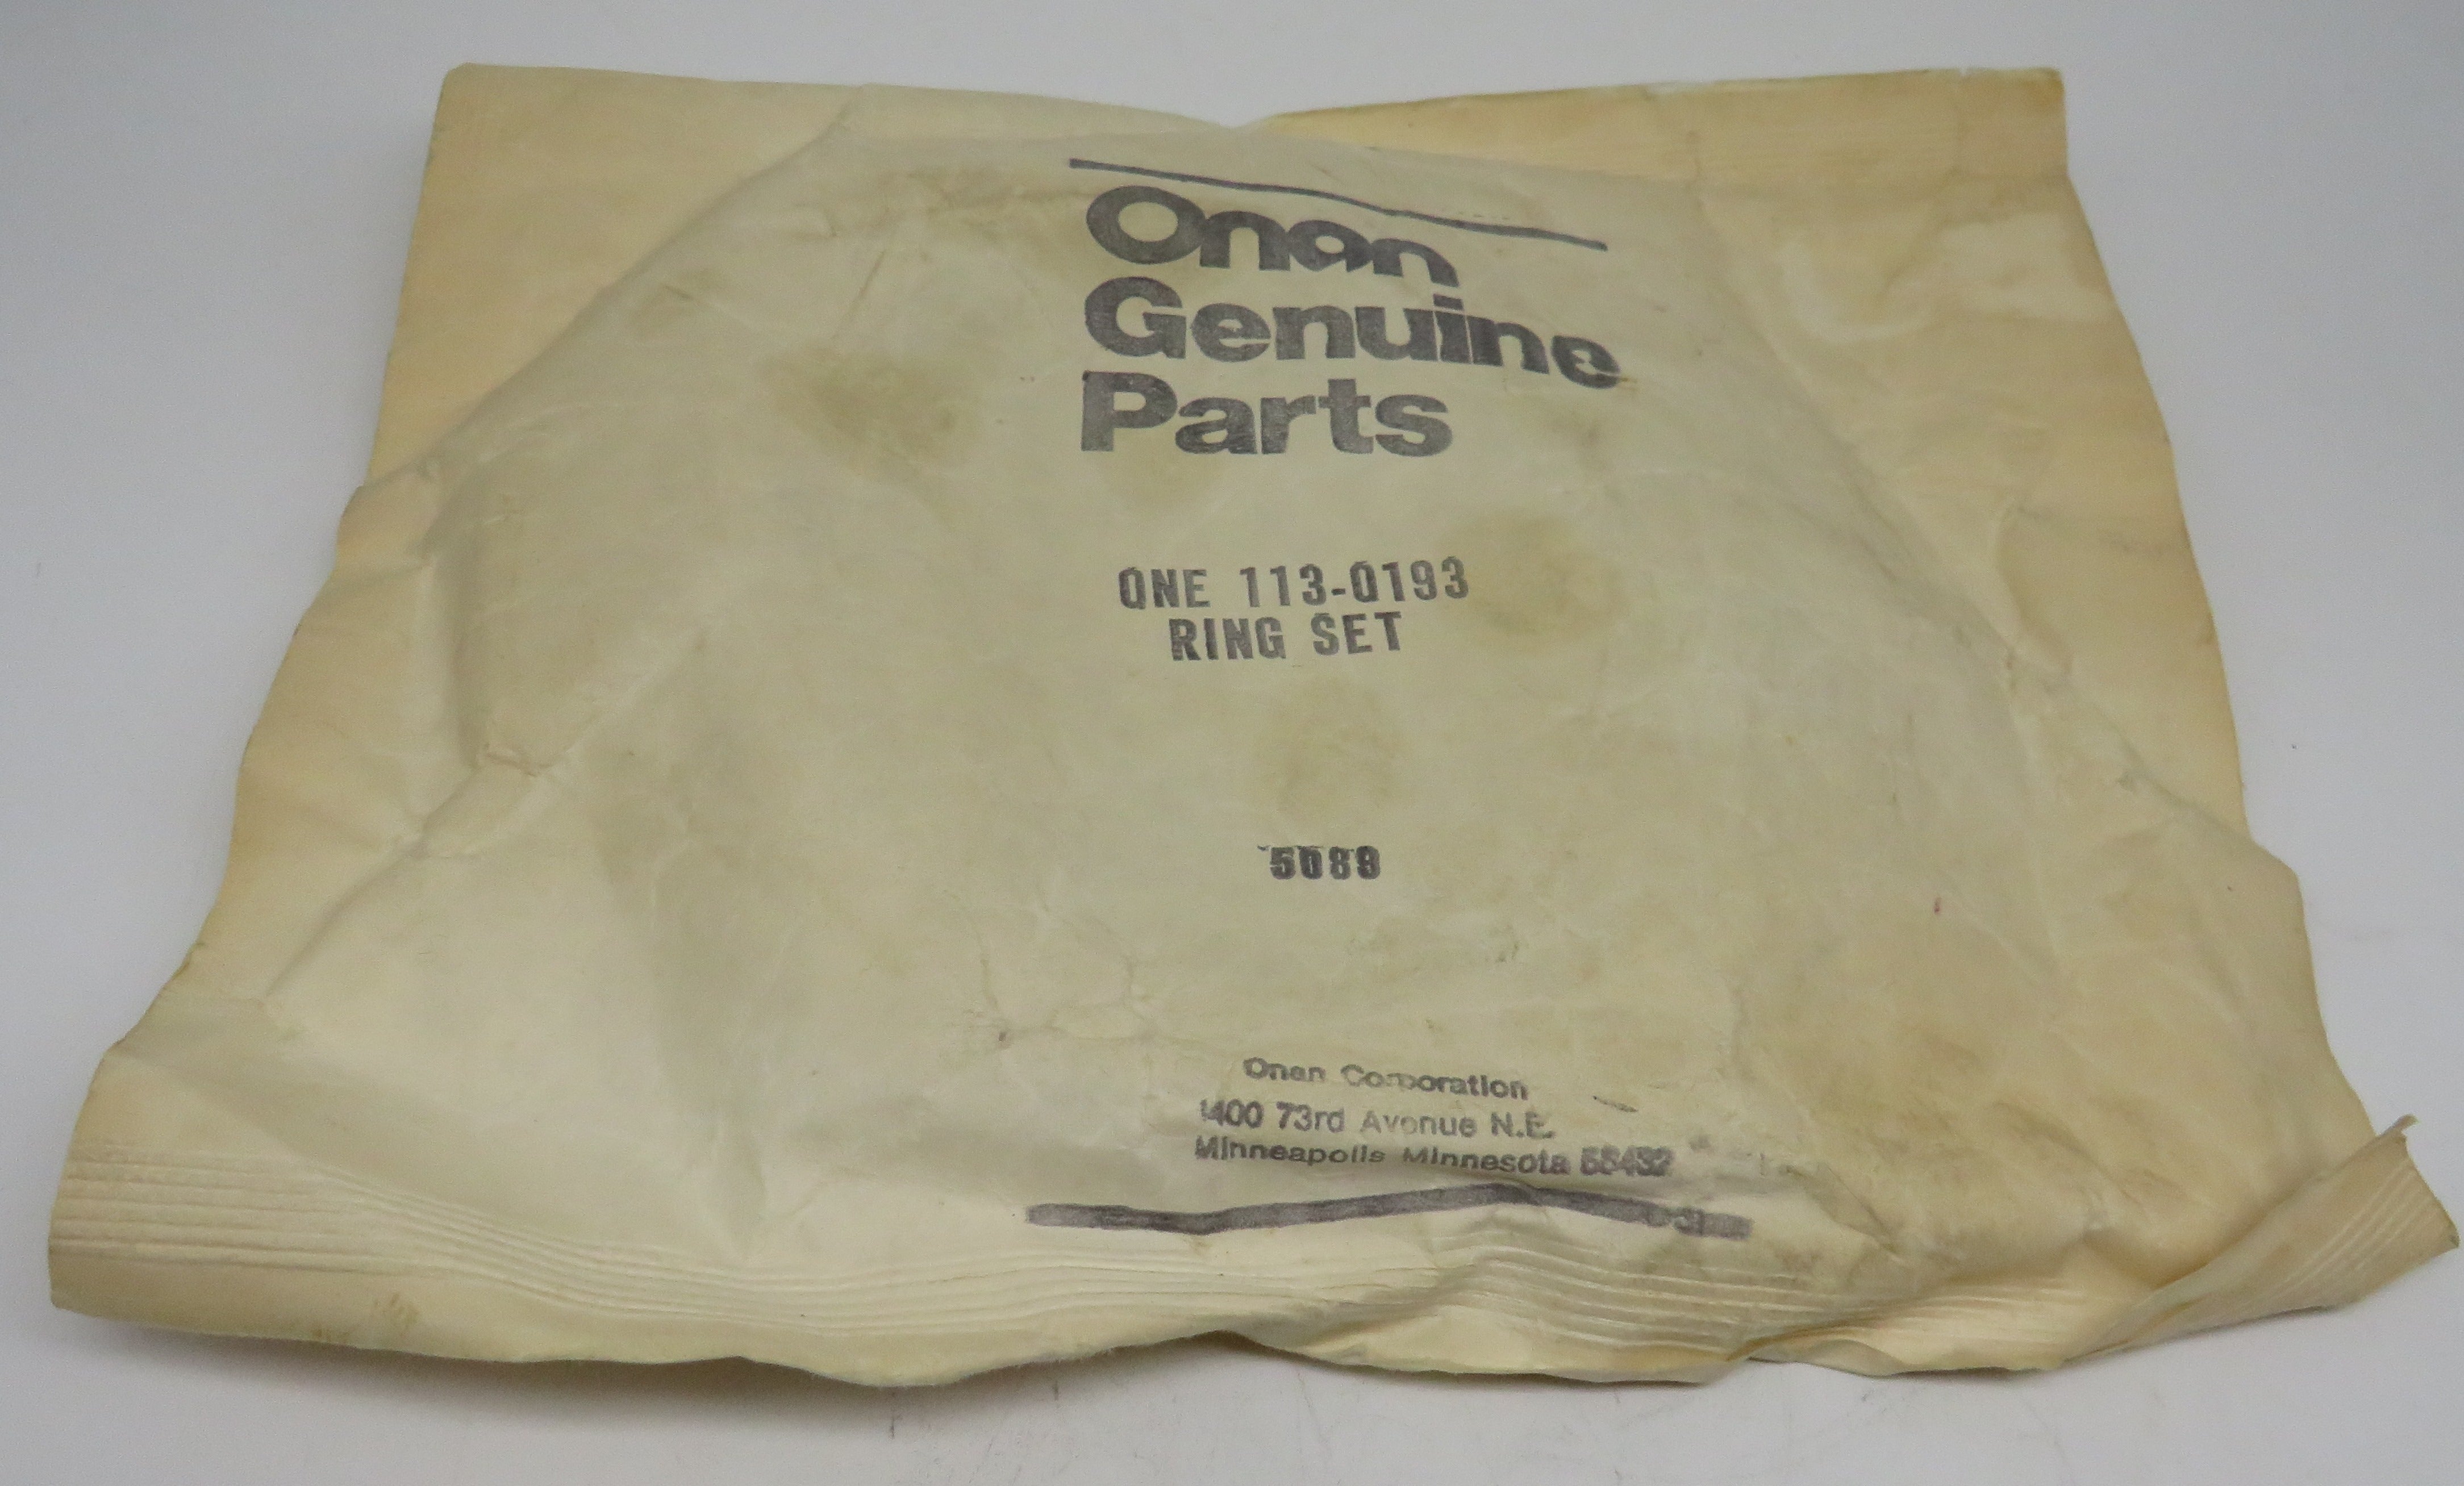 Onan
Genuine
Parts
ONE 113-0193
RING SET
5089
Onan Corporation
1400 73rd Avenue N.E.
Minneapolis Minnesota 55432